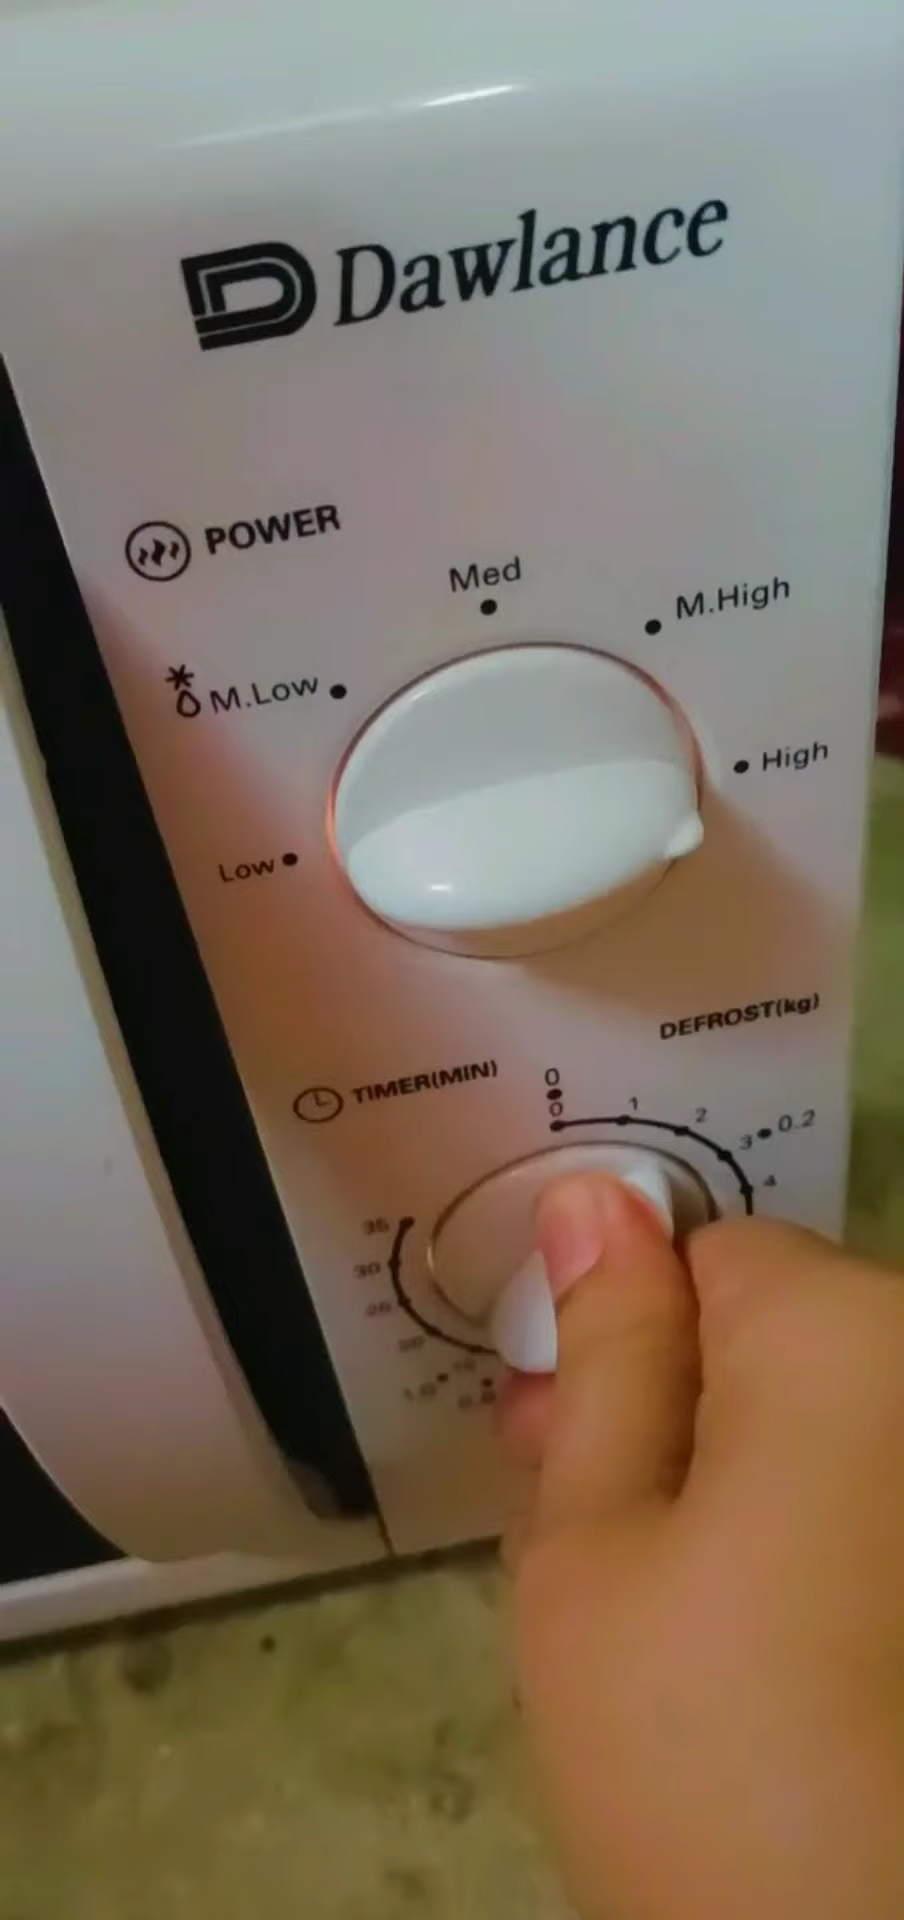 Dawlance
POWER
Med
M.High
M.Low
High
Low
DEFROST(kg)
TIMER(MIN)
0
0
1
2
3
0.2
4
35
30